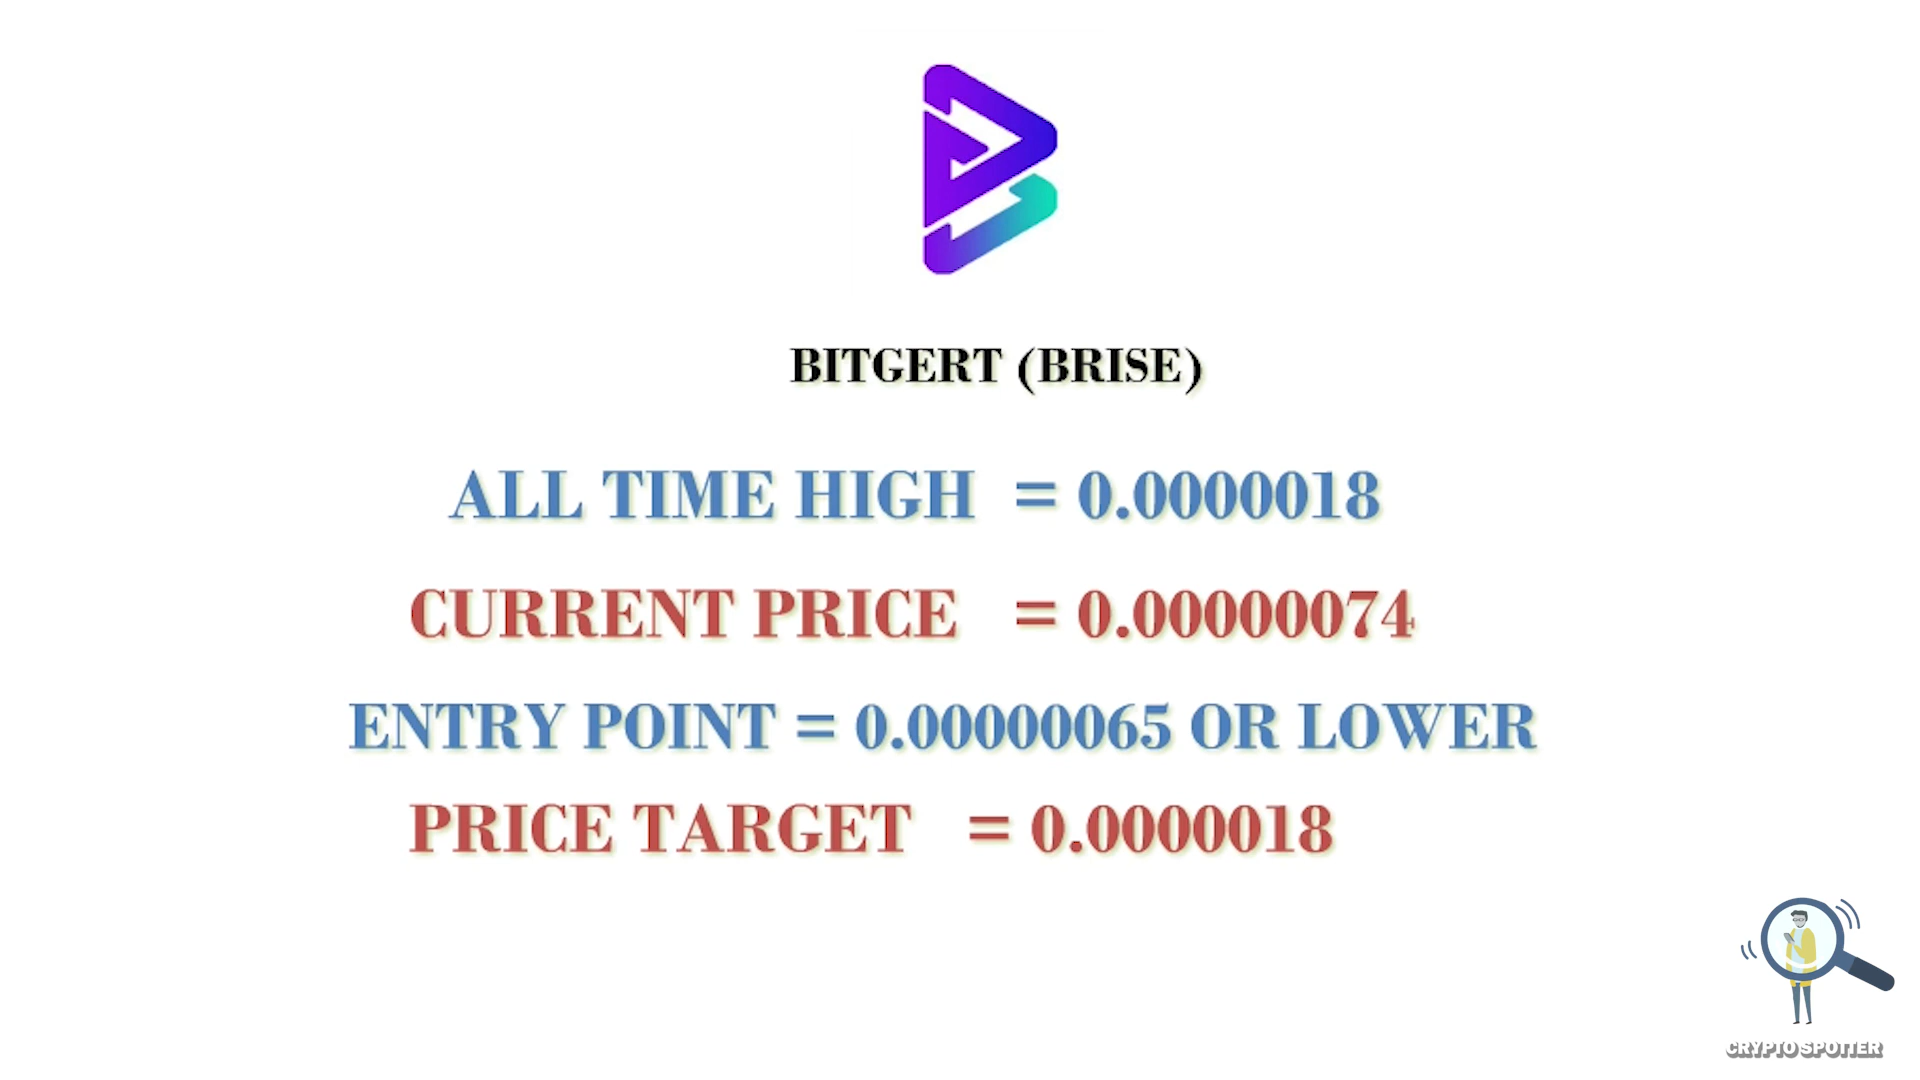 BITGERT (BRISE)
ALL TIME HIGH = 0.0000018
CURRENT PRICE = 0.00000074
ENTRY POINT = 0.00000065 OR LOWER
PRICE TARGET = 0.0000018
CRYPTO SPOTTER